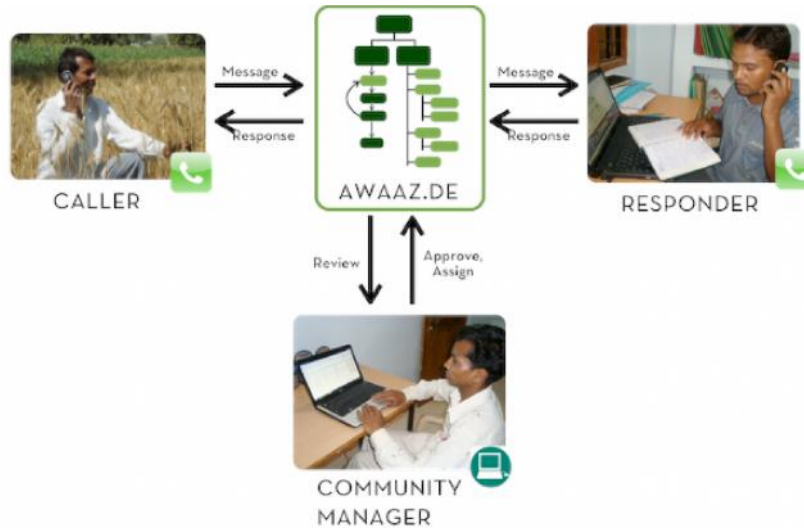 Message
Response
CALLER
AWAAZ.DE
Message
Response
RESPONDER
Review
Approve,
Assign
COMMUNITY
MANAGER